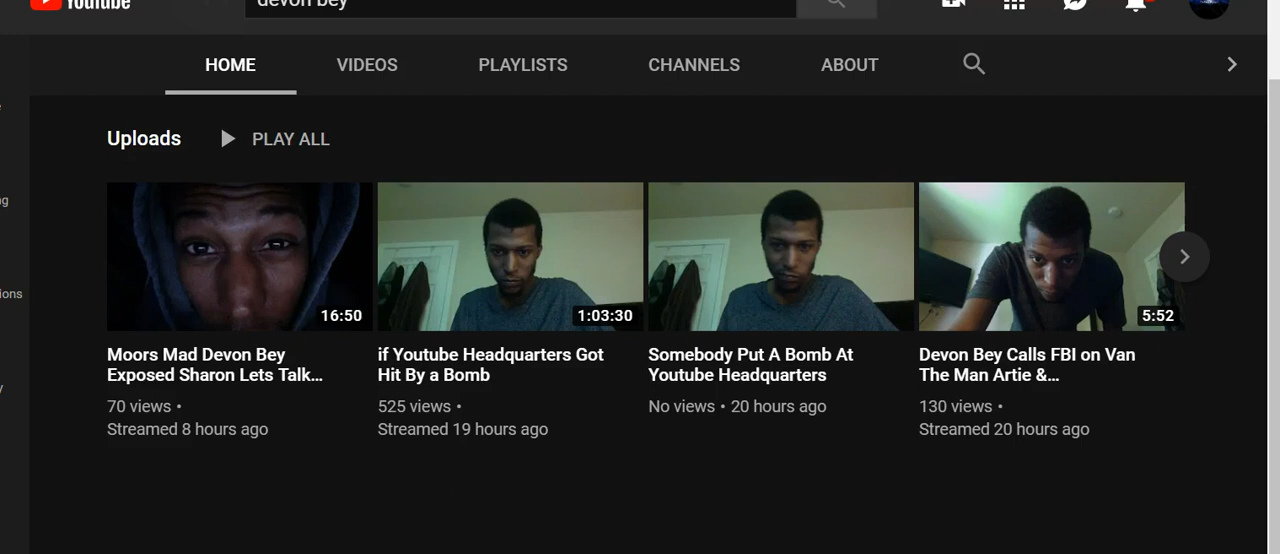 YouTube
devon bey
HOME VIDEOS PLAYLISTS CHANNELS ABOUT
Uploads PLAY ALL
16:50
1:03:30
5:52
Moors Mad Devon Bey
Exposed Sharon Lets Talk...
70 views •
Streamed 8 hours ago
if Youtube Headquarters Got
Hit By a Bomb
525 views •
Streamed 19 hours ago
Somebody Put A Bomb At
Youtube Headquarters
No views • 20 hours ago
Devon Bey Calls FBI on Van
The Man Artie &...
130 views •
Streamed 20 hours ago